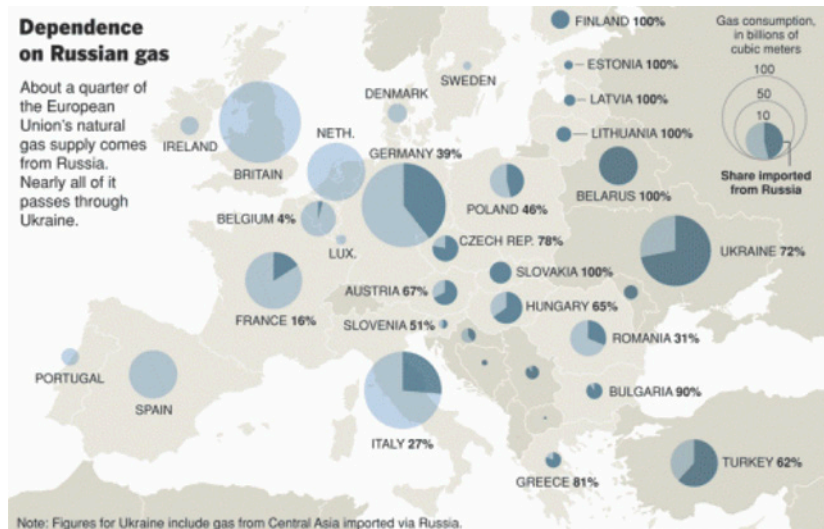 Dependence
on Russian gas
About a quarter of
the European
Union's natural
gas supply comes
from Russia.
Nearly all of it
passes through
Ukraine.
Gas consumption,
in billions of
cubic meters
100
50
10
Share imported
from Russia
FINLAND 100%
ESTONIA 100%
SWEDEN
LATVIA 100%
DENMARK
LITHUANIA 100%
IRELAND
NETH.
GERMANY 39%
BRITAIN
BELARUS 100%
POLAND 46%
BELGIUM 4%
CZECH REP. 78%
UKRAINE 72%
LUX.
SLOVAKIA 100%
AUSTRIA 67%
HUNGARY 65%
FRANCE 16%
SLOVENIA 51%
ROMANIA 31%
PORTUGAL
SPAIN
BULGARIA 90%
ITALY 27%
TURKEY 62%
GREECE 81%
Note: Figures for Ukraine include gas from Central Asia imported via Russia.